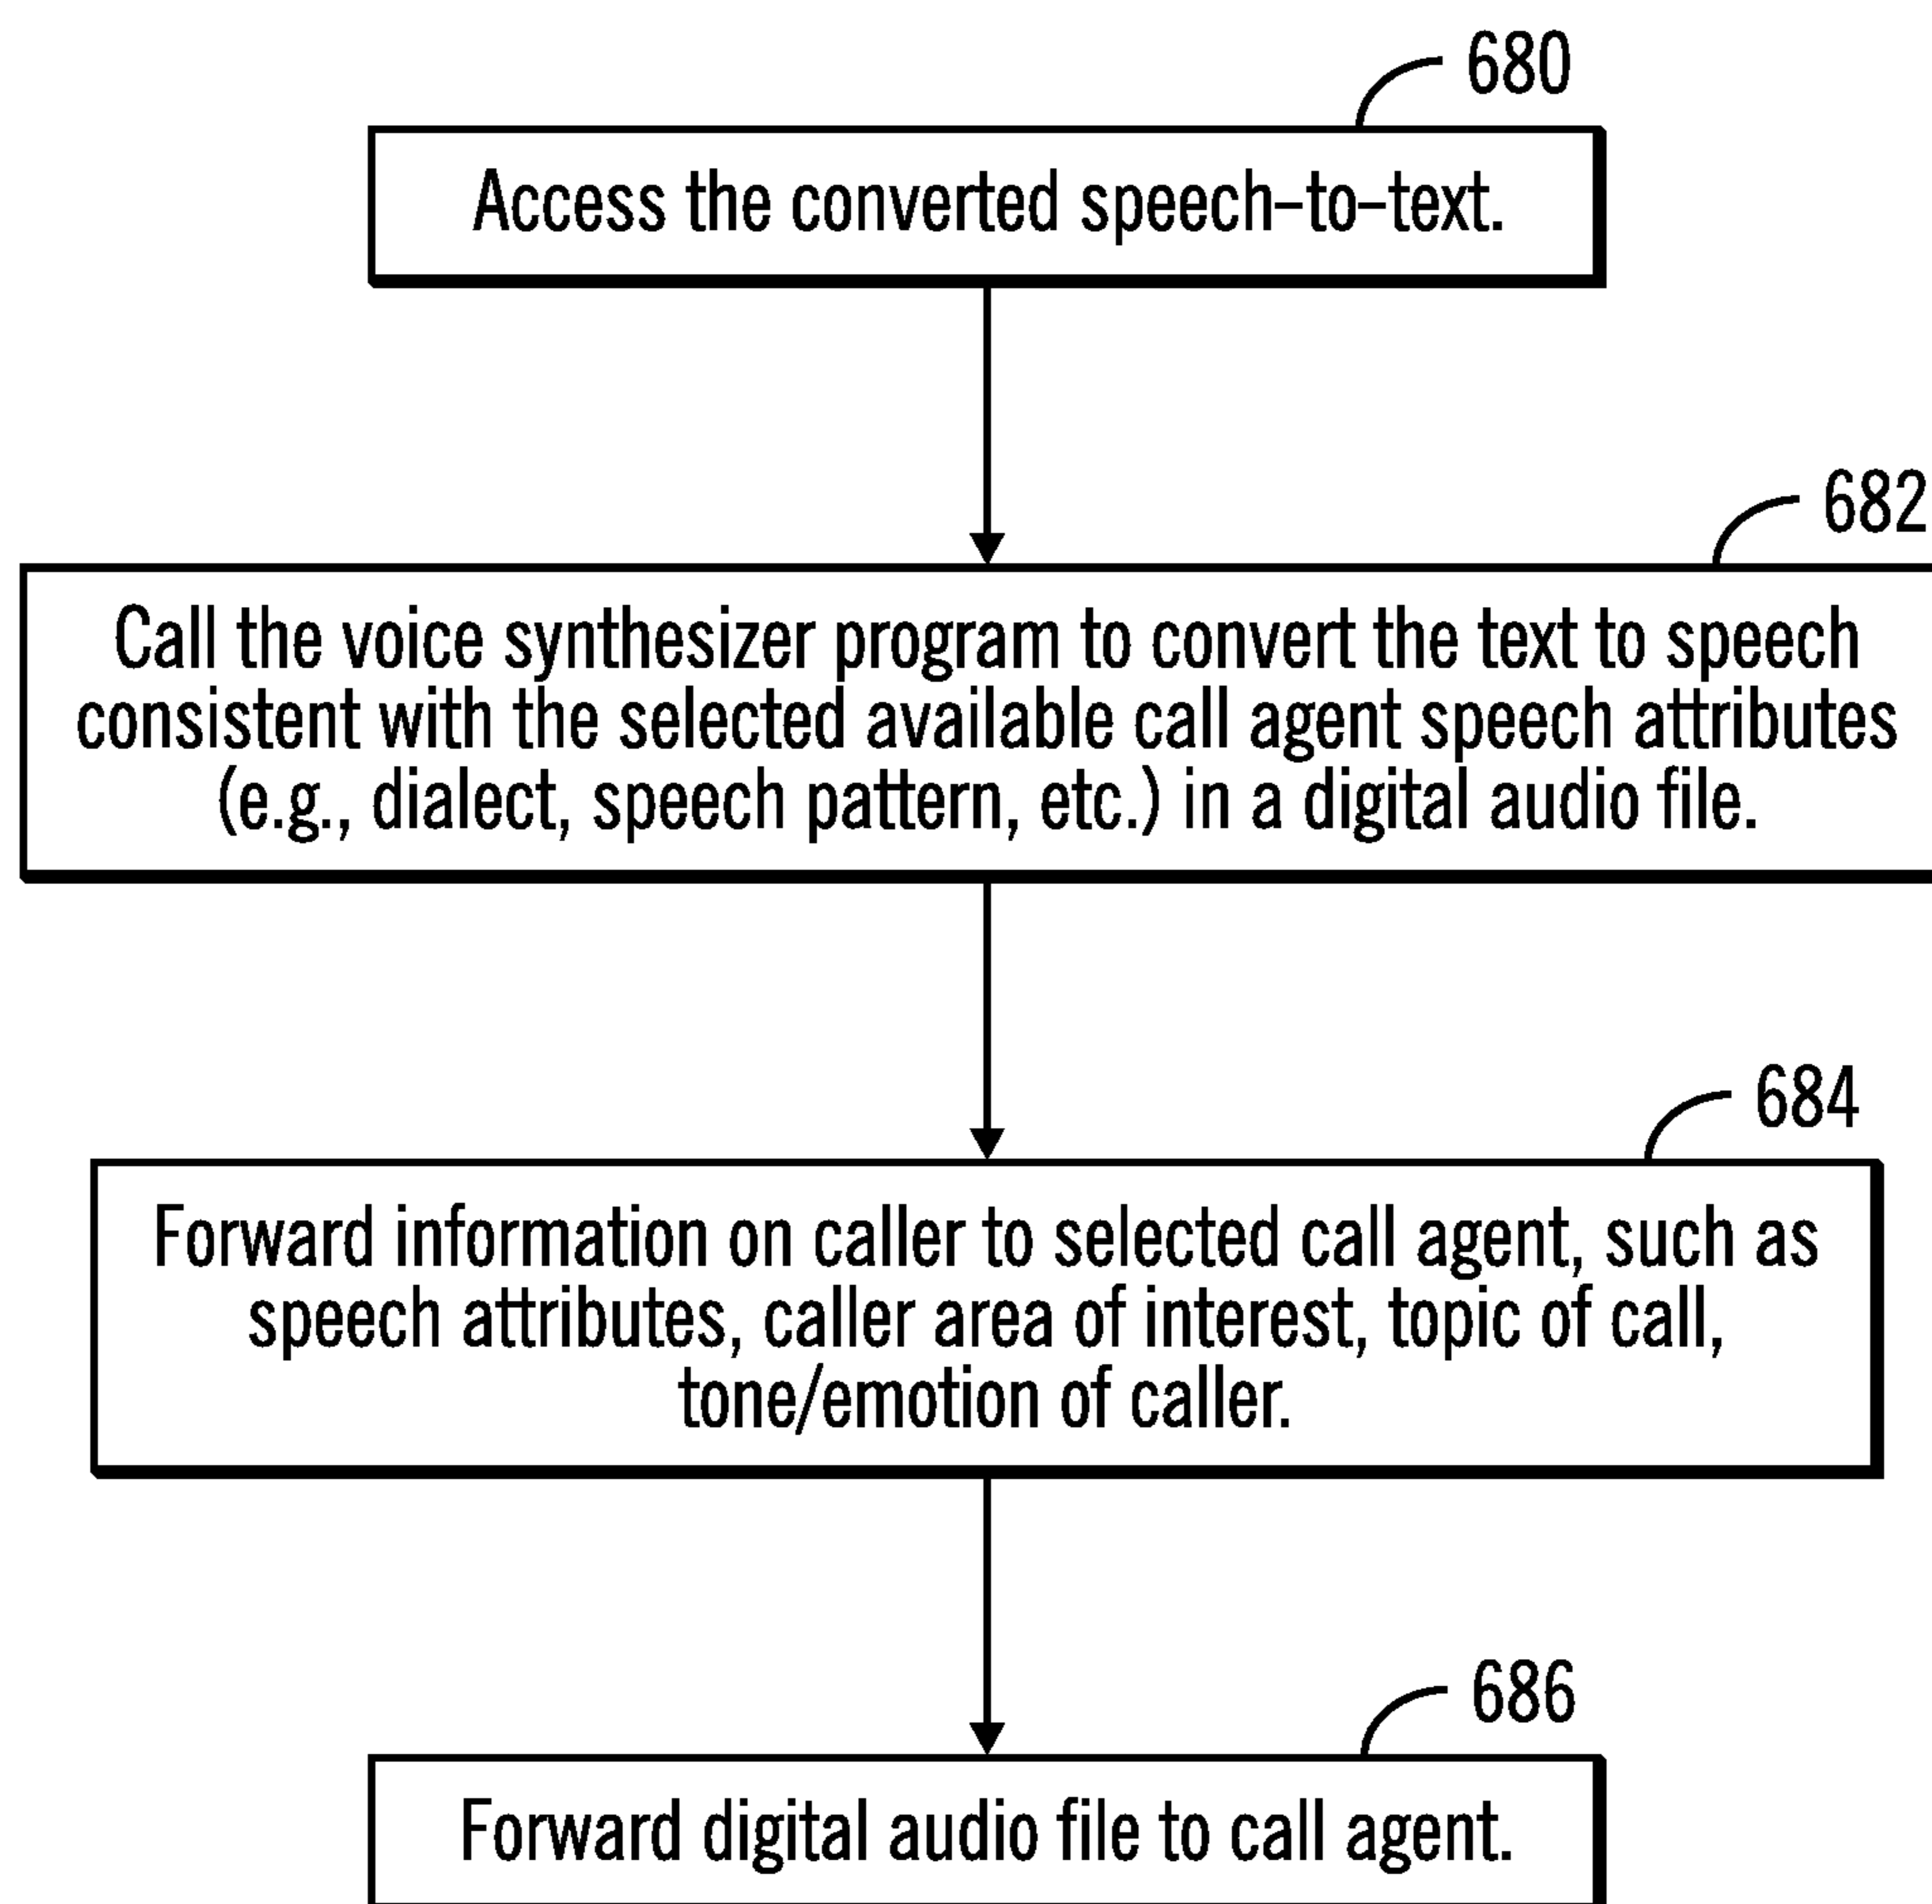 680
Access the converted speech–to–text.
682
Call the voice synthesizer program to convert the text to speech
consistent with the selected available call agent speech attributes
(e.g., dialect, speech pattern, etc.) in a digital audio file.
684
Forward information on caller to selected call agent, such as
speech attributes, caller area of interest, topic of call,
tone/emotion of caller.
686
Forward digital audio file to call agent.